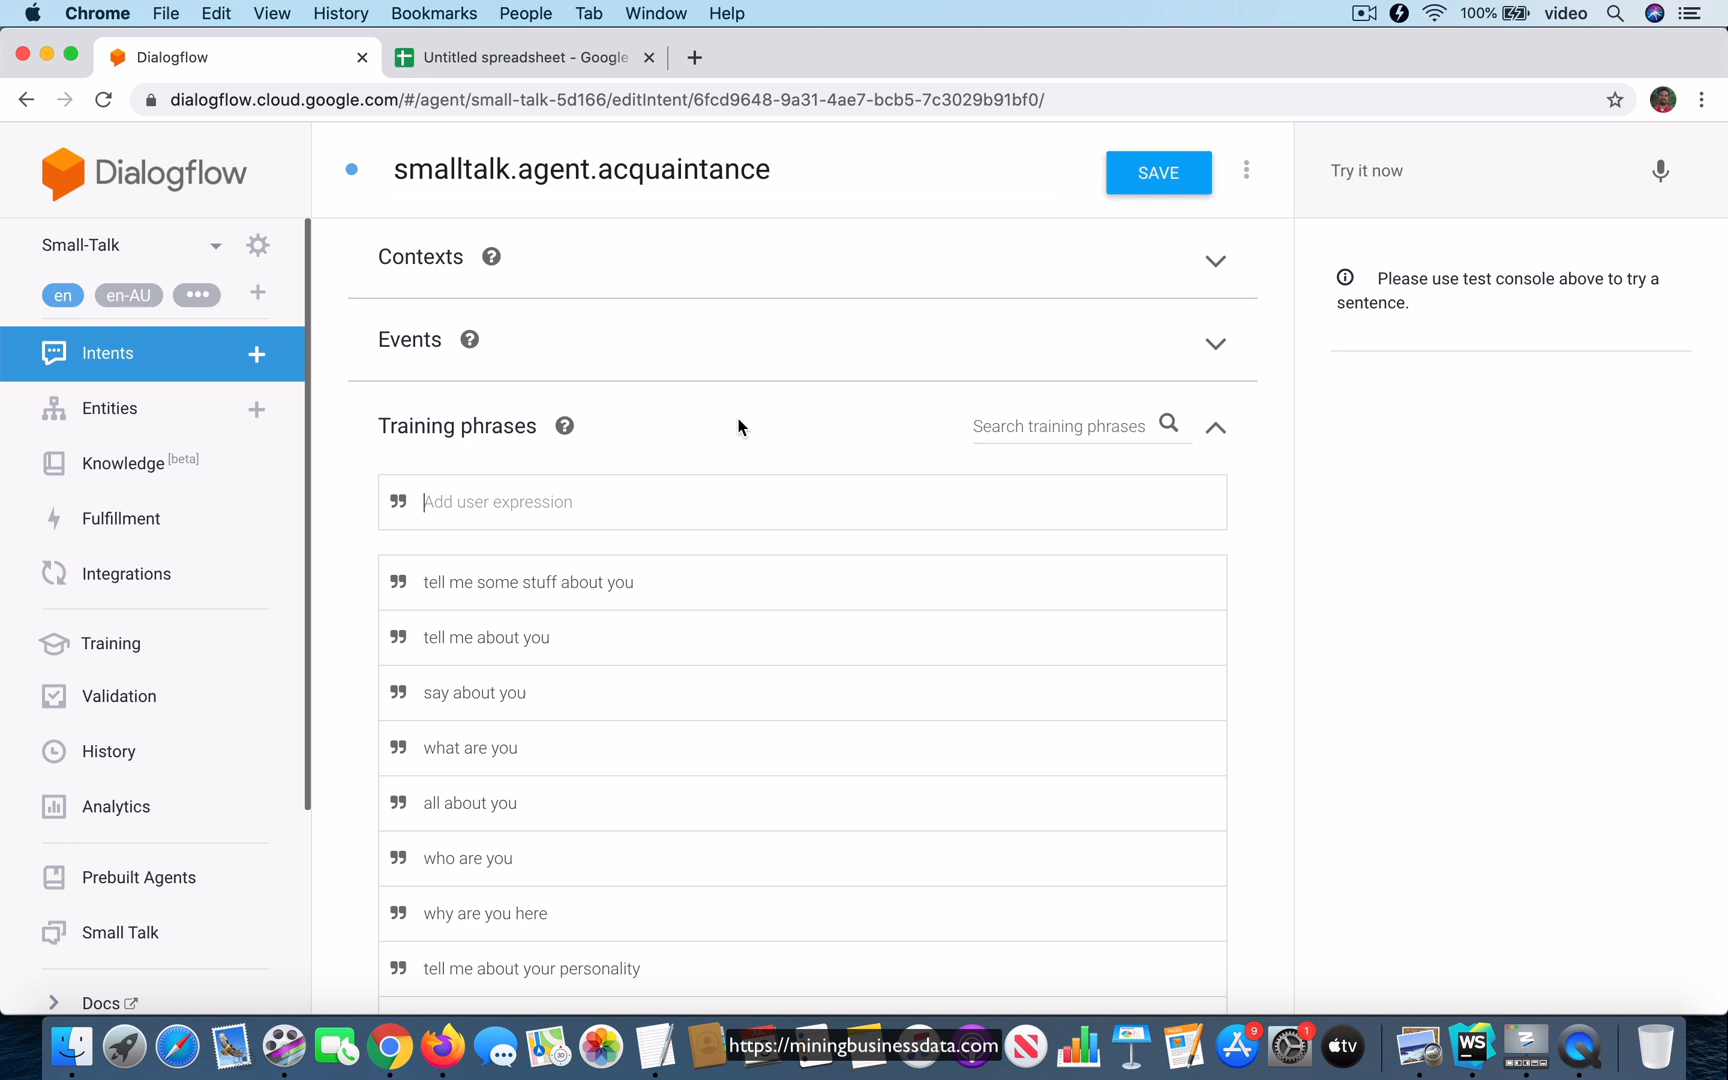 Chrome File Edit View History Bookmarks People Tab Window Help 100% video
Dialogflow Untitled spreadsheet - Google
dialogflow.cloud.google.com/#/agent/small-talk-5d166/editIntent/6fcd9648-9a31-4ae7-bcb5-7c3029b91bf0/
Dialogflow
smalltalk.agent.acquaintance
SAVE
Try it now
Small-Talk
en en-AU
Intents
Entities
Knowledge [beta]
Fulfillment
Integrations
Training
Validation
History
Analytics
Prebuilt Agents
Small Talk
Docs
Contexts
Events
Training phrases
Search training phrases
Add user expression
tell me some stuff about you
tell me about you
say about you
what are you
all about you
who are you
why are you here
tell me about your personality
Please use test console above to try a
sentence.
https://miningbusinessdata.com
9
1
tv
WS
3D